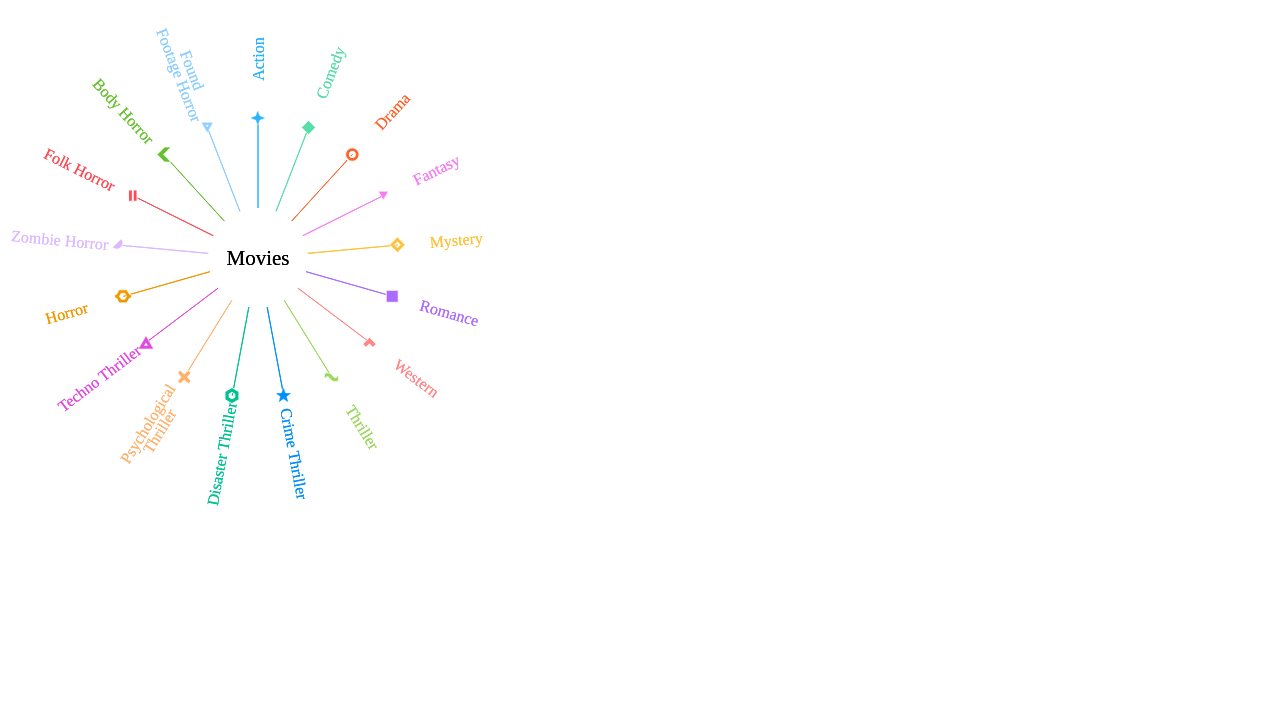 Movies
Action
Comedy
Drama
Fantasy
Mystery
Romance
Western
Thriller
Crime Thriller
Disaster Thriller
Psychological
Thriller
Techno Thriller
Horror
Zombie Horror
Folk Horror
Body Horror
Found
Footage Horror